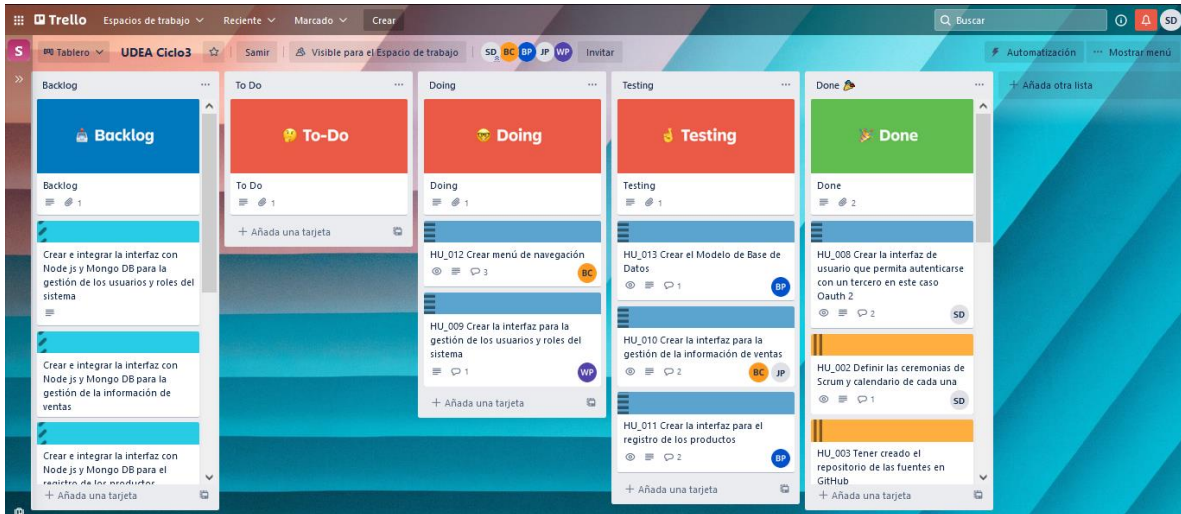 Trello
Espacios de trabajo
Reciente
Marcado
Crear
Buscar
SD
S
Tablero
UDEA Ciclo3
Samir
Visible para el Espacio de trabajo
SD BC BP JP WP
Invitar
Automatización
Mostrar menú
Backlog
Backlog
Backlog
1
Crear e integrar la interfaz con
Node js y Mongo DB para la
gestión de los usuarios y roles del
sistema
Crear e integrar la interfaz con
Node js y Mongo DB para la
gestión de la información de
ventas
Crear e integrar la interfaz con
Node js y Mongo DB para el
registro de los productos
+ Añada una tarjeta
To Do
To-Do
To Do
1
+ Añada una tarjeta
Doing
Doing
Doing
1
HU_012 Crear menú de navegación
3
BC
HU_009 Crear la interfaz para la
gestión de los usuarios y roles del
sistema
1
WP
+ Añada una tarjeta
Testing
Testing
Testing
1
HU_013 Crear el Modelo de Base de
Datos
1
BP
HU_010 Crear la interfaz para la
gestión de la información de ventas
2
BC JP
HU_011 Crear la interfaz para el
registro de los productos
2
BP
+ Añada una tarjeta
Done
Done
Done
2
HU_008 Crear la interfaz de
usuario que permita autenticarse
con un tercero en este caso
Oauth 2
2
SD
HU_002 Definir las ceremonias de
Scrum y calendario de cada una
1
SD
HU_003 Tener creado el
repositorio de las fuentes en
GitHub
+ Añada una tarjeta
+ Añada otra lista